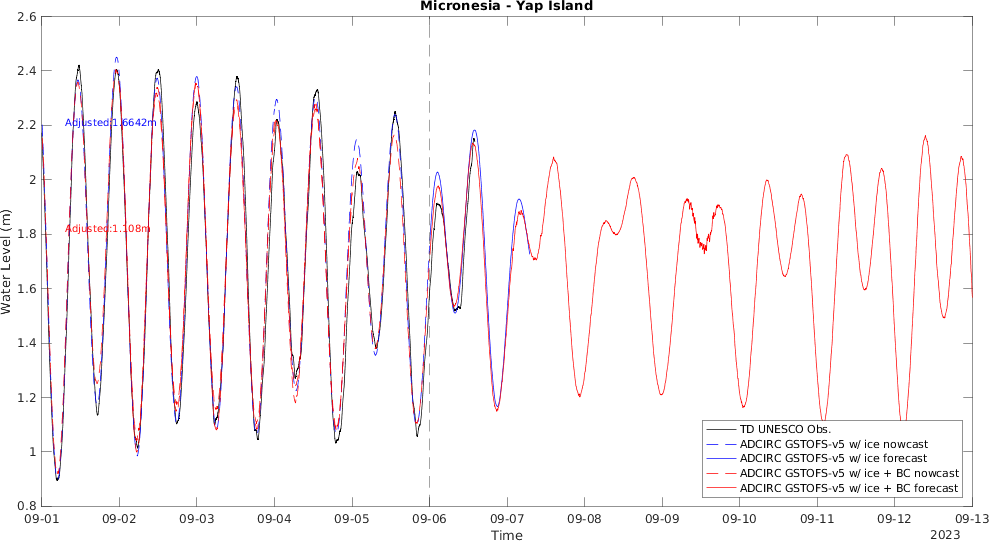 Micronesia - Yap Island
2.6
2.4
2.2
2
1.8
1.6
1.4
1.2
1
0.8
Water Level (m)
Adjusted:1.6642m
Adjusted:1.108m
TD UNESCO Obs.
ADCIRC GSTOFS-v5 w/ ice nowcast
ADCIRC GSTOFS-v5 w/ ice forecast
ADCIRC GSTOFS-v5 w/ ice + BC nowcast
ADCIRC GSTOFS-v5 w/ ice + BC forecast
09-01 09-02 09-03 09-04 09-05 09-06 09-07 09-08 09-09 09-10 09-11 09-12 09-13
Time
2023